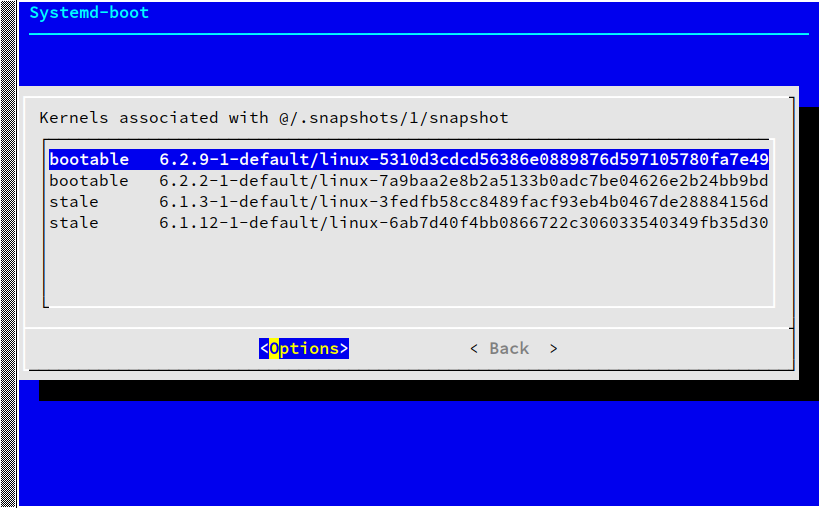 Systemd-boot
Kernels associated with @/.snapshots/1/snapshot
bootable   6.2.9-1-default/linux-5310d3cdcd56386e0889876d597105780fa7e49
bootable   6.2.2-1-default/linux-7a9baa2e8b2a5133b0adc7be04626e2b24bb9bd
stale      6.1.3-1-default/linux-3fedfb58cc8489facf93eb4b0467de28884156d
stale      6.1.12-1-default/linux-6ab7d40f4bb0866722c306033540349fb35d30
<Options>            < Back  >